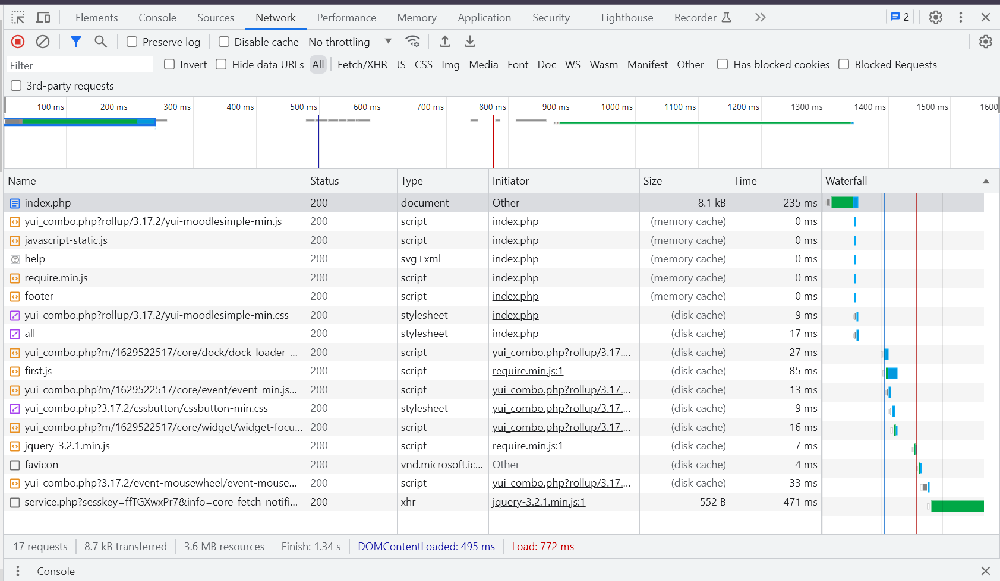 Elements Console Sources Network Performance Memory Application Security Lighthouse Recorder 2
Preserve log Disable cache No throttling
Filter Invert Hide data URLs All Fetch/XHR JS CSS Img Media Font Doc WS Wasm Manifest Other Has blocked cookies Blocked Requests
3rd-party requests
100 ms 200 ms 300 ms 400 ms 500 ms 600 ms 700 ms 800 ms 900 ms 1000 ms 1100 ms 1200 ms 1300 ms 1400 ms 1500 ms 1600
Name Status Type Initiator Size Time Waterfall
index.php 200 document Other 8.1 kB 235 ms
yui_combo.php?rollup/3.17.2/yui-moodlesimple-min.js 200 script index.php (memory cache) 0 ms
javascript-static.js 200 script index.php (memory cache) 0 ms
help 200 svg+xml index.php (memory cache) 0 ms
require.min.js 200 script index.php (memory cache) 0 ms
footer 200 script index.php (memory cache) 0 ms
yui_combo.php?rollup/3.17.2/yui-moodlesimple-min.css 200 stylesheet index.php (disk cache) 9 ms
all 200 stylesheet index.php (disk cache) 17 ms
yui_combo.php?m/1629522517/core/dock/dock-loader-... 200 script yui_combo.php?rollup/3.17.... (disk cache) 27 ms
first.js 200 script require.min.js:1 (disk cache) 85 ms
yui_combo.php?m/1629522517/core/event/event-min.js... 200 script yui_combo.php?rollup/3.17.... (disk cache) 13 ms
yui_combo.php?3.17.2/cssbutton/cssbutton-min.css 200 stylesheet yui_combo.php?rollup/3.17.... (disk cache) 9 ms
yui_combo.php?m/1629522517/core/widget/widget-focu... 200 script yui_combo.php?rollup/3.17.... (disk cache) 16 ms
jquery-3.2.1.min.js 200 script require.min.js:1 (disk cache) 7 ms
favicon 200 vnd.microsoft.ic... Other (disk cache) 4 ms
yui_combo.php?3.17.2/event-mousewheel/event-mouse... 200 script yui_combo.php?rollup/3.17.... (disk cache) 33 ms
service.php?sesskey=ffTGXwxPr7&info=core_fetch_notifi... 200 xhr jquery-3.2.1.min.js:1 552 B 471 ms
17 requests 8.7 kB transferred 3.6 MB resources Finish: 1.34 s DOMContentLoaded: 495 ms Load: 772 ms
Console